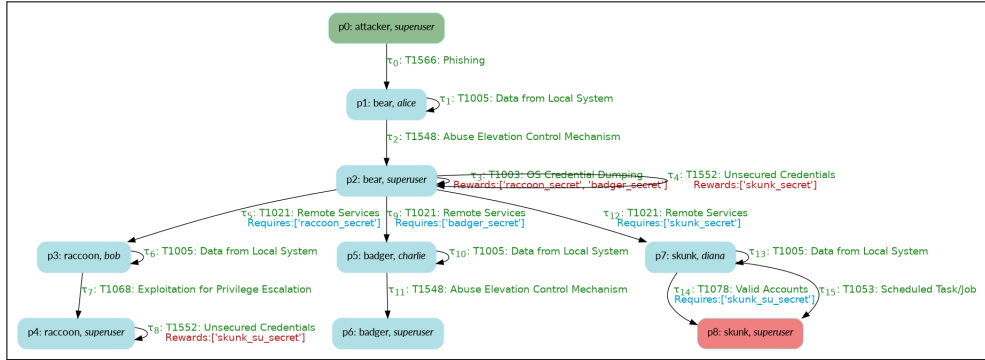 p0: attacker, superuser
τ0: T1566: Phishing
p1: bear, alice
τ1: T1005: Data from Local System
τ2: T1548: Abuse Elevation Control Mechanism
p2: bear, superuser
τ3: T1003: OS Credential Dumping
Rewards:['raccoon_secret', 'badger_secret']
τ4: T1552: Unsecured Credentials
Rewards:['skunk_secret']
τ5: T1021: Remote Services
Requires:['raccoon_secret']
τ9: T1021: Remote Services
Requires:['badger_secret']
τ12: T1021: Remote Services
Requires:['skunk_secret']
p3: raccoon, bob
τ6: T1005: Data from Local System
p5: badger, charlie
τ10: T1005: Data from Local System
p7: skunk, diana
τ13: T1005: Data from Local System
τ7: T1068: Exploitation for Privilege Escalation
τ11: T1548: Abuse Elevation Control Mechanism
τ14: T1078: Valid Accounts
Requires:['skunk_su_secret']
τ15: T1053: Scheduled Task/Job
p4: raccoon, superuser
τ8: T1552: Unsecured Credentials
Rewards:['skunk_su_secret']
p6: badger, superuser
p8: skunk, superuser